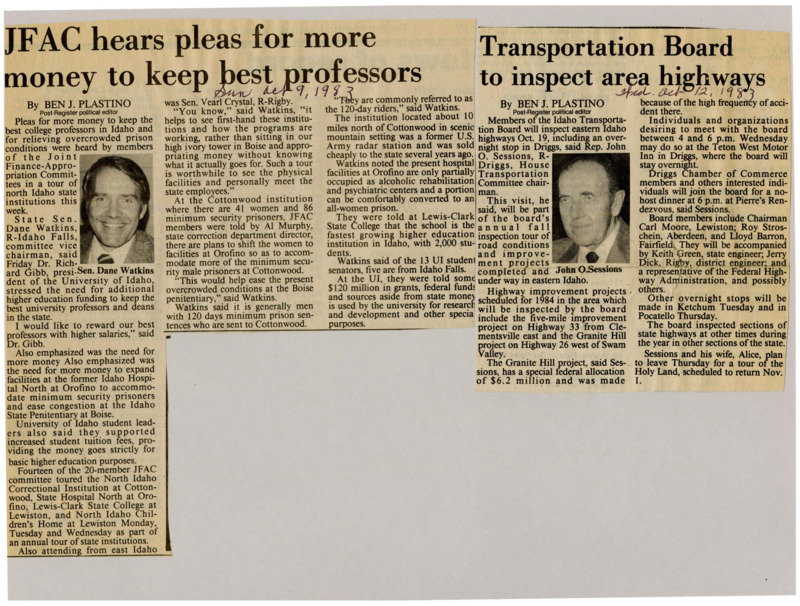 JFAC hears pleas for more
money to keep best professors
Sun Oct 9, 1983
By BEN J. PLASTINO
Post-Register political editor
Pleas for more money to keep the
best college professors in Idaho and
for relieving overcrowded prison
conditions were heard by members
of the Joint
Finance-Appro-
priation Commit-
tees in a tour of
north Idaho state
institutions this
week.
State Sen.
Dane Watkins,
R-Idaho Falls,
committee vice
chairman, said
Friday Dr. Rich-
ard Gibb, presi-
dent of the University of Idaho,
stressed the need for additional
higher education funding to keep the
best university professors and deans
in the state.
I would like to reward our best
professors with higher salaries," said
Dr. Gibb.
Also emphasized was the need for
more money Also emphasized was
the need for more money to expand
facilities at the former Idaho Hospi-
tal North at Orofino to accommo-
date minimum security prisoners
and ease congestion at the Idaho
State Penitentiary at Boise.
University of Idaho student lead-
ers also said they supported
increased student tuition fees, pro-
viding the money goes strictly for
basic higher education purposes.
Fourteen of the 20-member JFAC
committee toured the North Idaho
Correctional Institution at Cotton-
wood, State Hospital North at Oro-
fino, Lewis-Clark State College at
Lewiston, and North Idaho Chil-
dren's Home at Lewiston Monday,
Tuesday and Wednesday as part of
an annual tour of state institutions.
Also attending from east Idaho
Sen. Dane Watkins
was Sen. Vearl Crystal, R-Rigby.
"You know," said Watkins, "it
helps to see first-hand these institu-
tions and how the programs are
working, rather than sitting in our
high ivory tower in Boise and appro-
priating money without knowing
what it actually goes for. Such a tour
is worthwhile to see the physical
facilities and personally meet the
state employees."
At the Cottonwood institution
where there are 41 women and 86
minimum security prisoners, JFAC
members were told by Al Murphy,
state correction department director,
there are plans to shift the women to
facilities at Orofino so as to accom-
modate more of the minimum secu-
rity male prisoners at Cottonwood.
"This would help ease the present
overcrowded conditions at the Boise
penitentiary," said Watkins.
Watkins said it is generally men
with 120 days minimum prison sen-
tences who are sent to Cottonwood.
"They are commonly referred to as
the 120-day riders," said Watkins.
The institution located about 10
miles north of Cottonwood in scenic
mountain setting was a former U.S.
Army radar station and was sold
cheaply to the state several years ago.
Watkins noted the present hospital
facilities at Orofino are only partially
occupied as alcoholic rehabilitation
and psychiatric centers and a portion
can be comfortably converted to an
all-women prison.
They were told at Lewis-Clark
State College that the school is the
fastest growing higher education
institution in Idaho, with 2,000 stu-
dents.
Watkins said of the 13 UI student
senators, five are from Idaho Falls.
At the UI, they were told some
$120 million in grants, federal funds
and sources aside from state money
is used by the university for research
and development and other special
purposes.
Transportation Board
to inspect area highways
Wed. Oct 12, 1983
By BEN J. PLASTINO
Post-Register political editor
Members of the Idaho Transporta-
tion Board will inspect eastern Idaho
highways Oct. 19, including an over-
night stop in Driggs, said Rep. John
O. Sessions, R-
Driggs, House
Transportation
Committee chair-
man.
This visit, he
said, will be part
of the board's
annual fall
inspection tour of
road conditions
and improve-
ment projects
completed and
under way in eastern Idaho.
John O.Sessions
Highway improvement projects
scheduled for 1984 in the area which
will be inspected by the board
include the five-mile improvement
project on Highway 33 from Cle-
mentsville east and the Granite Hill
project on Highway 26 west of Swam
Valley.
The Granite Hill project, said Ses-
sions, has a special federal allocation
of $6.2 million and was made
because of the high frequency of acci-
dent there.
Individuals and organizations
desiring to meet with the board
between 4 and 6 p.m. Wednesday
may do so at the Teton West Motor
Inn in Driggs, where the board will
stay overnight.
Driggs Chamber of Commerce
members and others interested indi-
viduals will join the board for a no-
host dinner at 6 p.m. at Pierre's Ren-
dezvous, said Sessions.
Board members include Chairman
Carl Moore, Lewiston; Roy Stros-
chein, Aberdeen, and Lloyd Barron,
Fairfield. They will be accompanied
by Keith Green, state engineer; Jerry
Dick, Rigby, district engineer; and
a representative of the Federal High-
way Administration, and possibly
others.
Other overnight stops will be
made in Ketchum Tuesday and in
Pocatello Thursday.
The board inspected sections of
state highways at other times during
the year in other sections of the state.
Sessions and his wife, Alice, plan
to leave Thursday for a tour of the
Holy Land, scheduled to return Nov.
1.